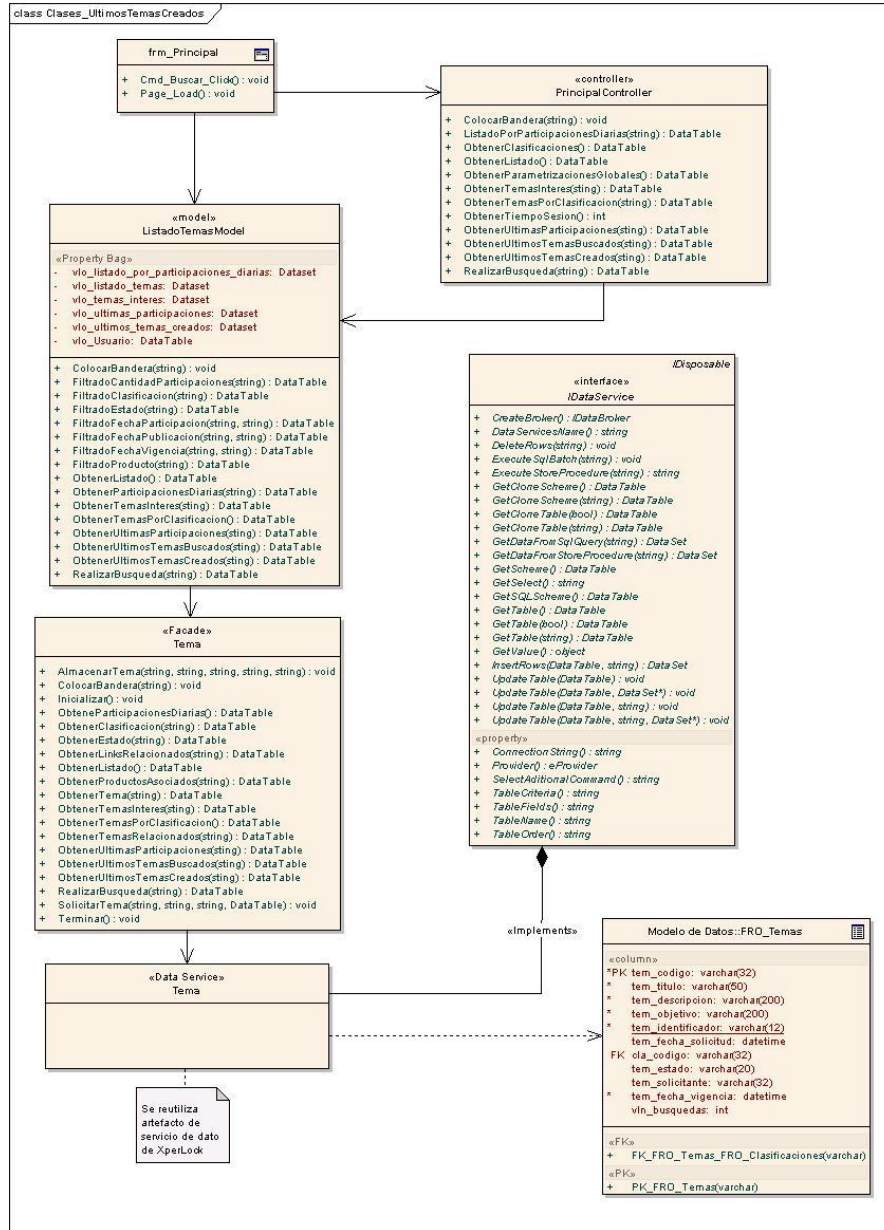 class Clases_UltimosTemasCreados
frm_Principal
+ Cmd_Buscar_Click() : void
+ Page_Load() : void
«controller»
PrincipalController
+ ColocarBandera(string) : void
+ ListadoPorParticipacionesDiarias(string) : DataTable
+ ObtenerClasificaciones() : DataTable
+ ObtenerListado() : DataTable
+ ObtenerParametrizacionesGlobales() : DataTable
+ ObtenerTemasInteres(sting) : DataTable
+ ObtenerTemasPorClasificacion(string) : DataTable
+ ObtenerTiempoSesion() : int
+ ObtenerUltimasParticipaciones(sting) : DataTable
+ ObtenerUltimosTemasBuscados(sting) : DataTable
+ ObtenerUltimosTemasCreados(sting) : DataTable
+ RealizarBusqueda(string) : DataTable
«model»
ListadoTemasModel
«Property Bag»
- vlo_listado_por_participaciones_diarias: Dataset
- vlo_listado_temas: Dataset
- vlo_temas_interes: Dataset
- vlo_ultimas_participaciones: Dataset
- vlo_ultimos_temas_creados: Dataset
- vlo_Usuario: DataTable
+ ColocarBandera(string) : void
+ FiltradoCantidadParticipaciones(string) : DataTable
+ FiltradoClasificacion(string) : DataTable
+ FiltradoEstado(string) : DataTable
+ FiltradoFechaParticipacion(string, string) : DataTable
+ FiltradoFechaPublicacion(string, string) : DataTable
+ FiltradoFechaVigencia(string, string) : DataTable
+ FiltradoProducto(string) : DataTable
+ ObtenerListado() : DataTable
+ ObtenerParticipacionesDiarias(string) : DataTable
+ ObtenerTemasInteres(sting) : DataTable
+ ObtenerTemasPorClasificacion() : DataTable
+ ObtenerUltimasParticipaciones(sting) : DataTable
+ ObtenerUltimosTemasBuscados(sting) : DataTable
+ ObtenerUltimosTemasCreados(sting) : DataTable
+ RealizarBusqueda(string) : DataTable
IDisposable
«interface»
IDataService
+ CreateBroker() : IDataBroker
+ DataServicesName() : string
+ DeleteRows(string) : void
+ ExecuteSqlBatch(string) : void
+ ExecuteStoreProcedure(string) : string
+ GetCloneScheme() : DataTable
+ GetCloneScheme(string) : DataTable
+ GetCloneTable(bool) : DataTable
+ GetCloneTable(string) : DataTable
+ GetDataFromSqlQuery(string) : DataSet
+ GetDataFromStoreProcedure(string) : DataSet
+ GetScheme() : DataTable
+ GetSelect() : string
+ GetSQLScheme() : DataTable
+ GetTable() : DataTable
+ GetTable(bool) : DataTable
+ GetTable(string) : DataTable
+ GetValue() : object
+ InsertRows(DataTable, string) : DataSet
+ UpdateTable(DataTable) : void
+ UpdateTable(DataTable, DataSet*) : void
+ UpdateTable(DataTable, string) : void
+ UpdateTable(DataTable, string, DataSet*) : void
«property»
+ ConnectionString() : string
+ Provider() : eProvider
+ SelectAditionalCommand() : string
+ TableCriteria() : string
+ TableFields() : string
+ TableName() : string
+ TableOrder() : string
«Facade»
Tema
+ AlmacenarTema(string, string, string, string, string) : void
+ ColocarBandera(string) : void
+ Inicializar() : void
+ ObteneParticipacionesDiarias() : DataTable
+ ObtenerClasificacion(string) : DataTable
+ ObtenerEstado(string) : DataTable
+ ObtenerLinksRelacionados(string) : DataTable
+ ObtenerListado() : DataTable
+ ObtenerProductosAsociados(string) : DataTable
+ ObtenerTema(string) : DataTable
+ ObtenerTemasInteres(sting) : DataTable
+ ObtenerTemasPorClasificacion() : DataTable
+ ObtenerTemasRelacionados(string) : DataTable
+ ObtenerUltimasParticipaciones(sting) : DataTable
+ ObtenerUltimosTemasBuscados(sting) : DataTable
+ ObtenerUltimosTemasCreados(sting) : DataTable
+ RealizarBusqueda(string) : DataTable
+ SolicitarTema(string, string, string, DataTable) : void
+ Terminar() : void
«Implements»
«Data Service»
Tema
Se reutiliza
artefacto de
servicio de dato
de XperLock
Modelo de Datos::FRO_Temas
«column»
*PK tem_codigo: varchar(32)
* tem_titulo: varchar(50)
* tem_descripcion: varchar(200)
* tem_objetivo: varchar(200)
* tem_identificador: varchar(12)
tem_fecha_solicitud: datetime
FK cla_codigo: varchar(32)
tem_estado: varchar(20)
tem_solicitante: varchar(32)
* tem_fecha_vigencia: datetime
vln_busquedas: int
«FK»
+ FK_FRO_Temas_FRO_Clasificaciones(varchar)
«PK»
+ PK_FRO_Temas(varchar)